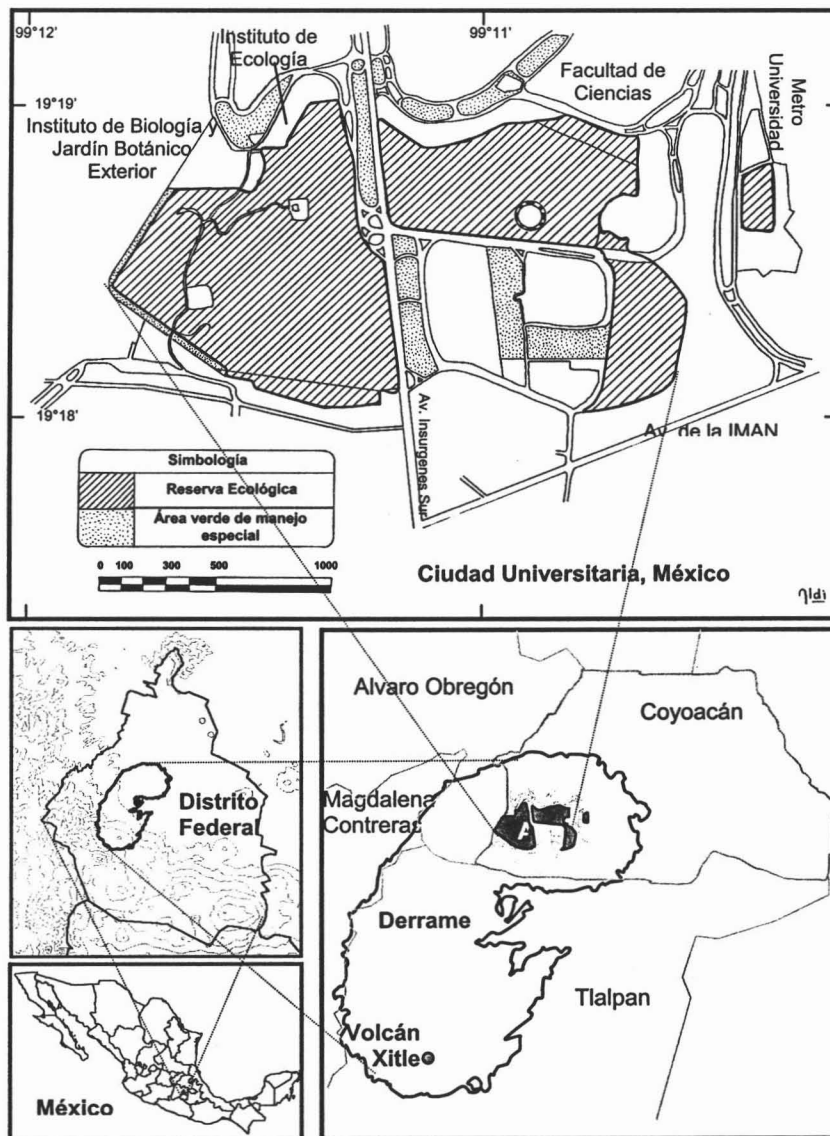 99°12'
99°11'
Instituto de
Ecología
Facultad de
Ciencias
Metro
Universidad
19°19'
Instituto de Biología y
Jardín Botánico
Exterior
19°18'
Av. Insurgenes Sur
Av. de la IMAN
Simbología
Reserva Ecológica
Área verde de manejo
especial
0 100 300 500 1000
Ciudad Universitaria, México
Distrito
Federal
México
Alvaro Obregón
Coyoacán
Magdalena
Contreras
A
Derrame
Tlalpan
Volcán
Xitle